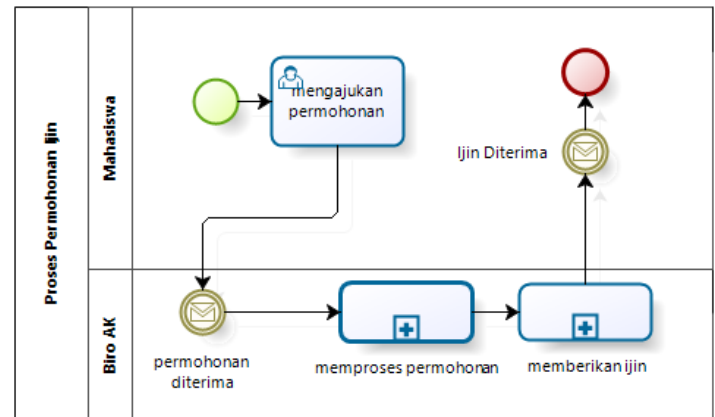 Proses Permohonan Ijin
Mahasiswa
mengajukan
permohonan
Ijin Diterima
Biro AK
permohonan
diterima
memproses permohonan
memberikan ijin